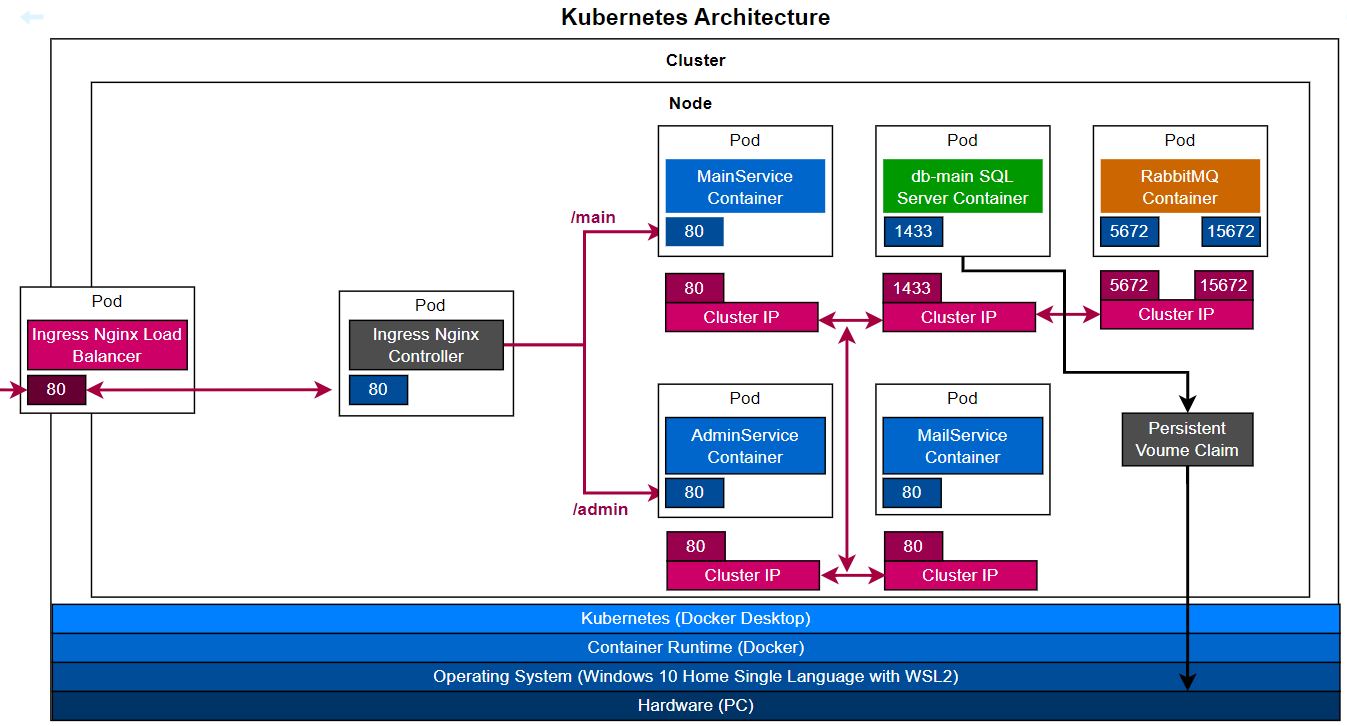 Kubernetes Architecture
Cluster
Node
Pod
MainService
Container
80
Pod
db-main SQL
Server Container
1433
Pod
RabbitMQ
Container
5672
15672
/main
80
Cluster IP
1433
Cluster IP
5672
15672
Cluster IP
Pod
Ingress Nginx Load
Balancer
80
Pod
Ingress Nginx
Controller
80
Pod
AdminService
Container
80
Pod
MailService
Container
80
Persistent
Voume Claim
/admin
80
Cluster IP
80
Cluster IP
Kubernetes (Docker Desktop)
Container Runtime (Docker)
Operating System (Windows 10 Home Single Language with WSL2)
Hardware (PC)